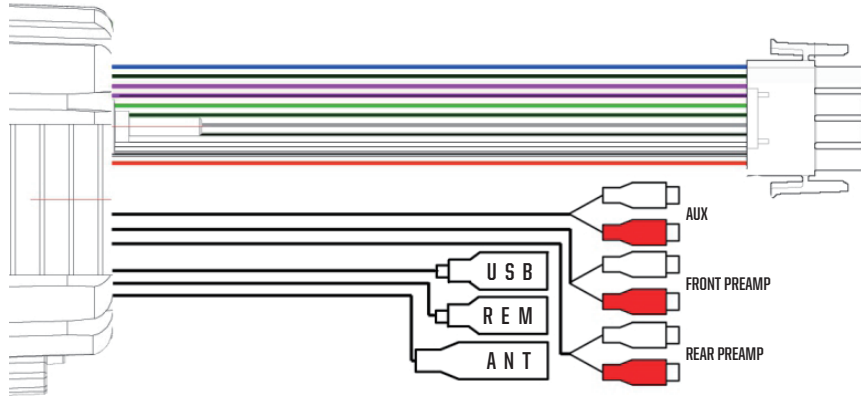 AUX
USB
FRONT PREAMP
REM
REAR PREAMP
ANT